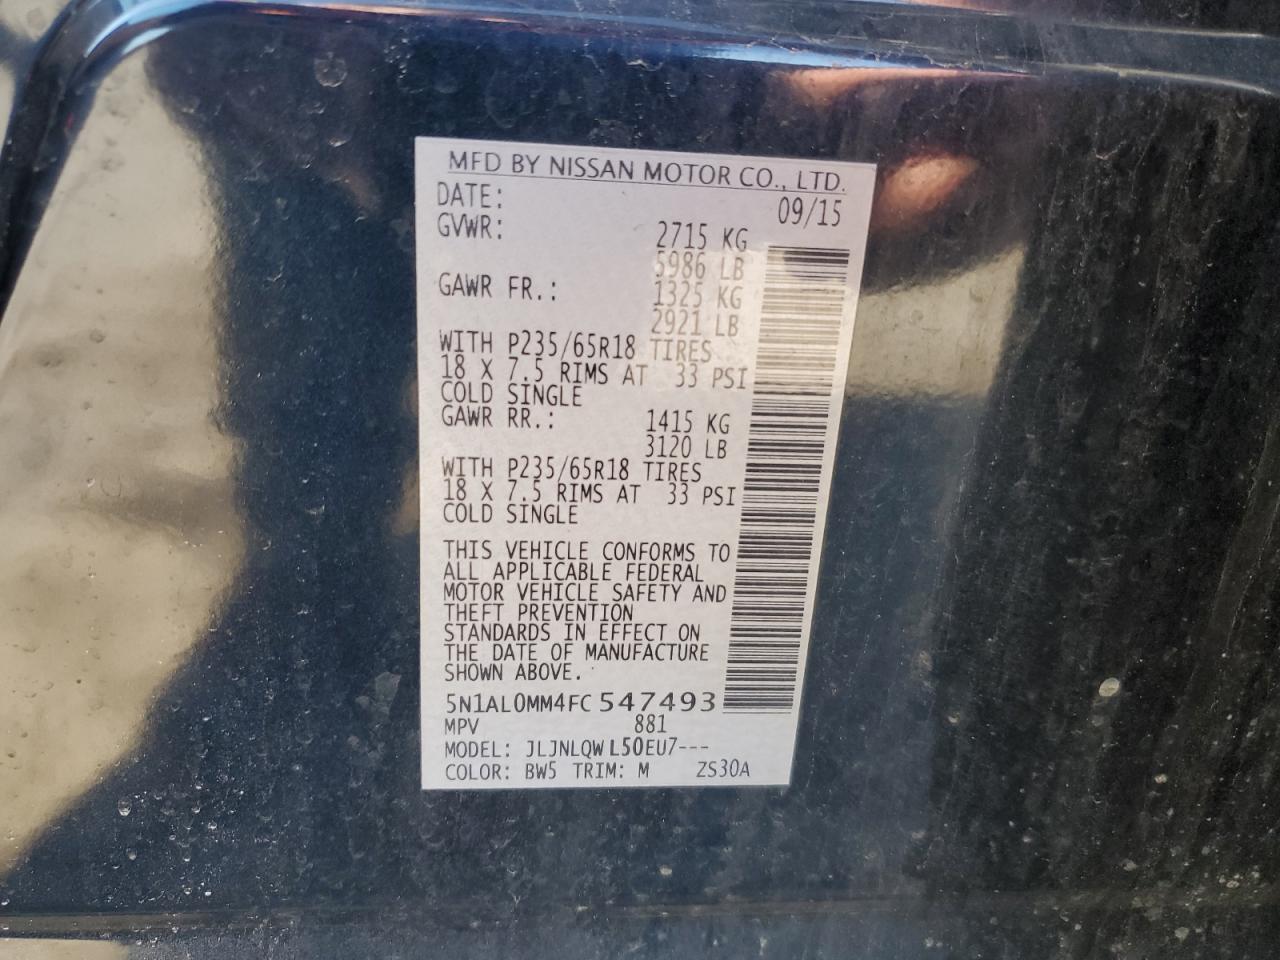 MFD BY NISSAN MOTOR CO., LTD.
DATE: 09/15
GVWR: 2715 KG
5986 LB
GAWR FR.: 1325 KG
2921 LB
WITH P235/65R18 TIRES
18 X 7.5 RIMS AT 33 PSI
COLD SINGLE
GAWR RR.: 1415 KG
3120 LB
WITH P235/65R18 TIRES
18 X 7.5 RIMS AT 33 PSI
COLD SINGLE
THIS VEHICLE CONFORMS TO
ALL APPLICABLE FEDERAL
MOTOR VEHICLE SAFETY AND
THEFT PREVENTION
STANDARDS IN EFFECT ON
THE DATE OF MANUFACTURE
SHOWN ABOVE.
5N1AL0MM4FC547493
MPV 881
MODEL: JLJNLQWL50EU7---
COLOR: BW5 TRIM: M ZS30A